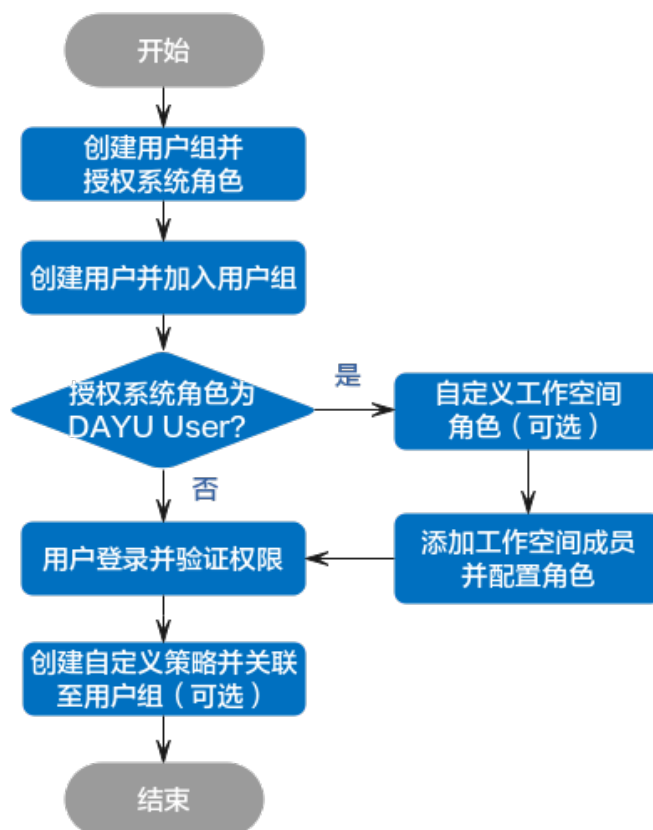 开始
创建用户组并
授权系统角色
创建用户并加入用户组
授权系统角色为
DAYU User?
是
自定义工作空间
角色（可选）
否
用户登录并验证权限
添加工作空间成员
并配置角色
创建自定义策略并关联
至用户组（可选）
结束